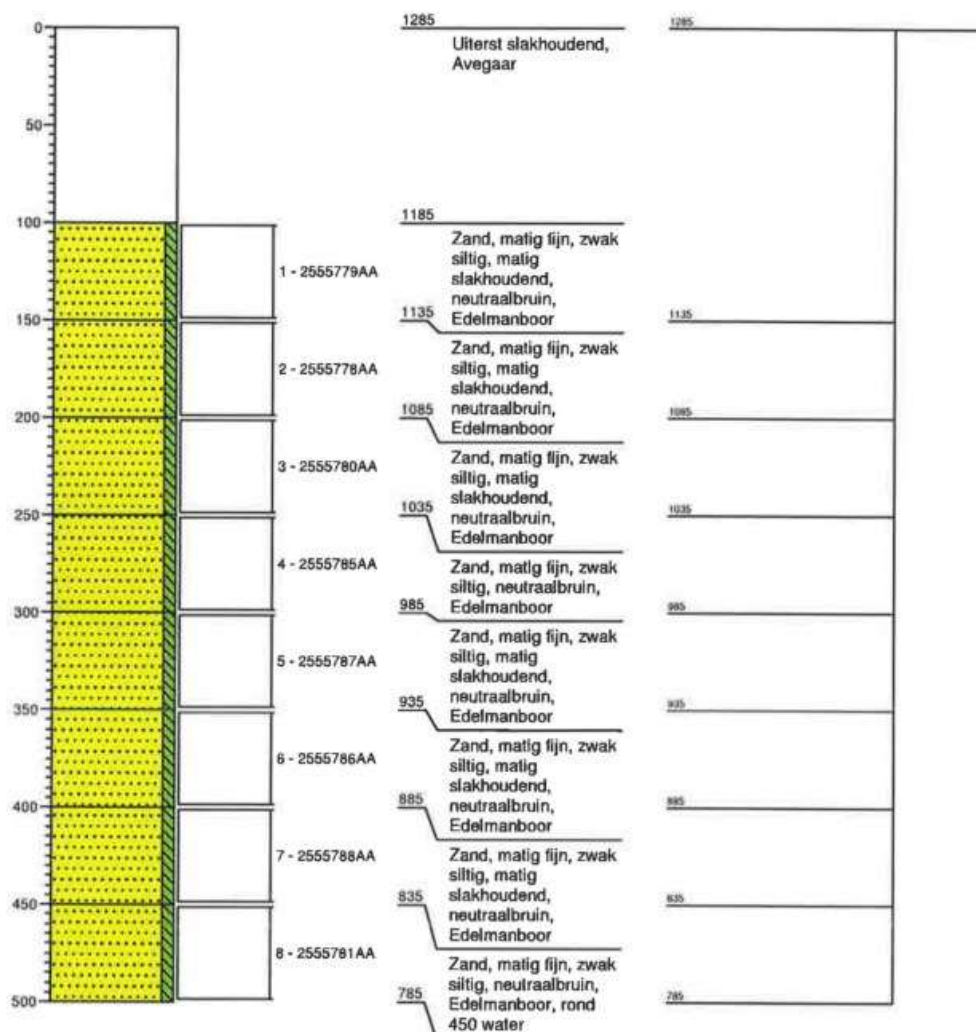 0
50
100
150
200
250
300
350
400
450
500
1 - 2555779AA
2 - 2555778AA
3 - 2555780AA
4 - 2555785AA
5 - 2555787AA
6 - 2555786AA
7 - 2555788AA
8 - 2555781AA
1285
Uiterst slakhoudend,
Avegaar
1185
Zand, matig fijn, zwak
siltig, matig
slakhoudend,
neutraalbruin,
Edelmanboor
1135
Zand, matig fijn, zwak
siltig, matig
slakhoudend,
neutraalbruin,
Edelmanboor
1085
Zand, matig fijn, zwak
siltig, matig
slakhoudend,
neutraalbruin,
Edelmanboor
1035
Zand, matig fijn, zwak
siltig, neutraalbruin,
Edelmanboor
985
Zand, matig fijn, zwak
siltig, matig
slakhoudend,
neutraalbruin,
Edelmanboor
935
Zand, matig fijn, zwak
siltig, matig
slakhoudend,
neutraalbruin,
Edelmanboor
885
Zand, matig fijn, zwak
siltig, matig
slakhoudend,
neutraalbruin,
Edelmanboor
835
Zand, matig fijn, zwak
siltig, neutraalbruin,
Edelmanboor, rond
450 water
785
1285
1135
1085
1035
985
935
885
835
785